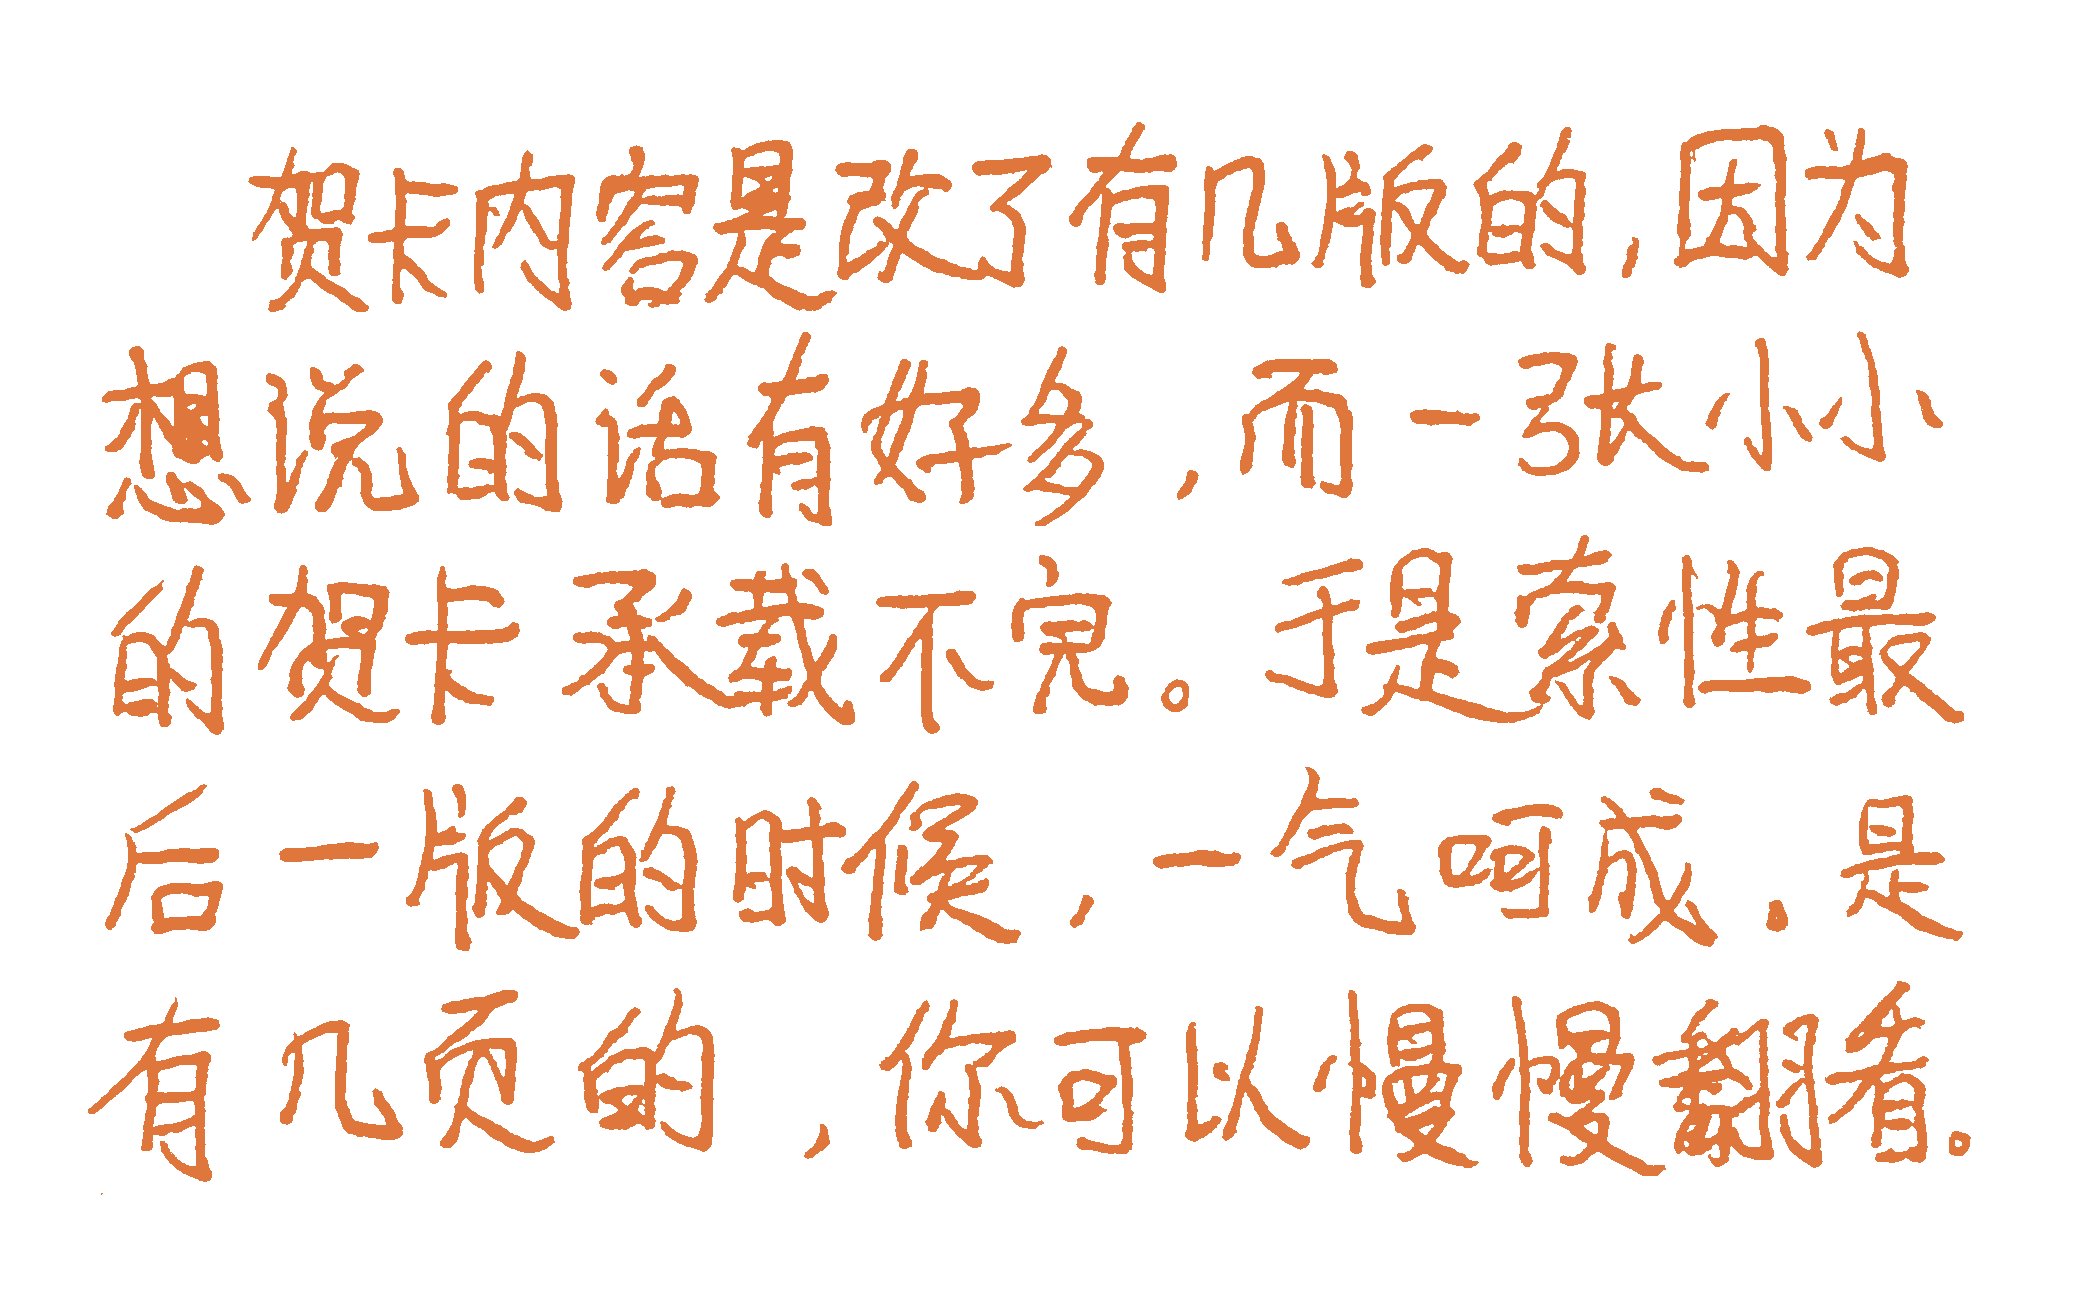 贺卡内容是改了有几版的,因为
想说的话有好多,而一张小小
的贺卡承载不完。于是索性最
后一版的时候,一气呵成.是
有几页的,你可以慢慢翻看。